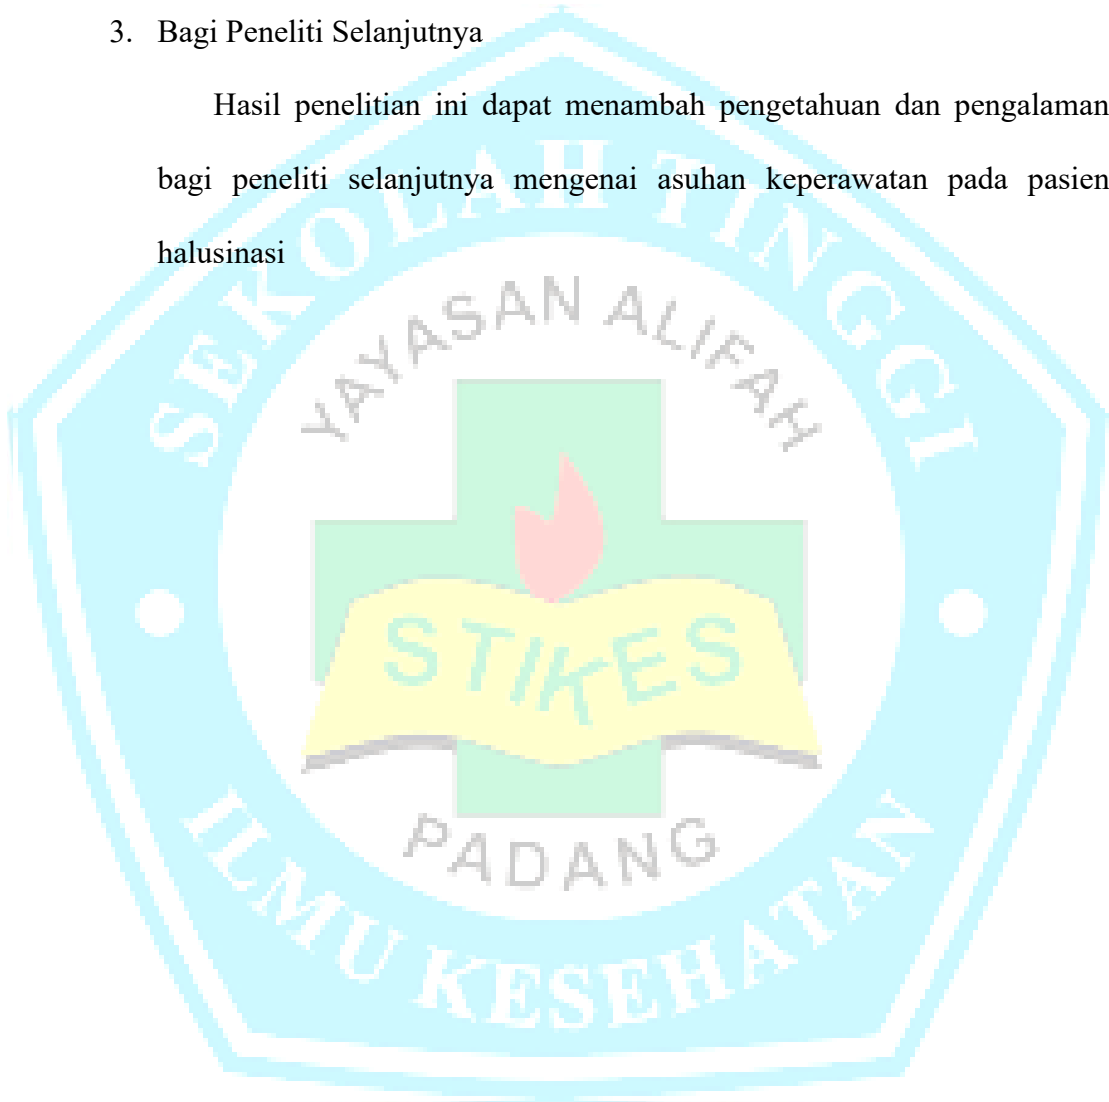 3. Bagi Peneliti Selanjutnya
Hasil penelitian ini dapat menambah pengetahuan dan pengalaman
bagi peneliti selanjutnya mengenai asuhan keperawatan pada pasien
halusinasi
SEKOLAH TINGGI
YAYASAN ALIFAH
STIKES
PADANG
ILMU KESEHATAN